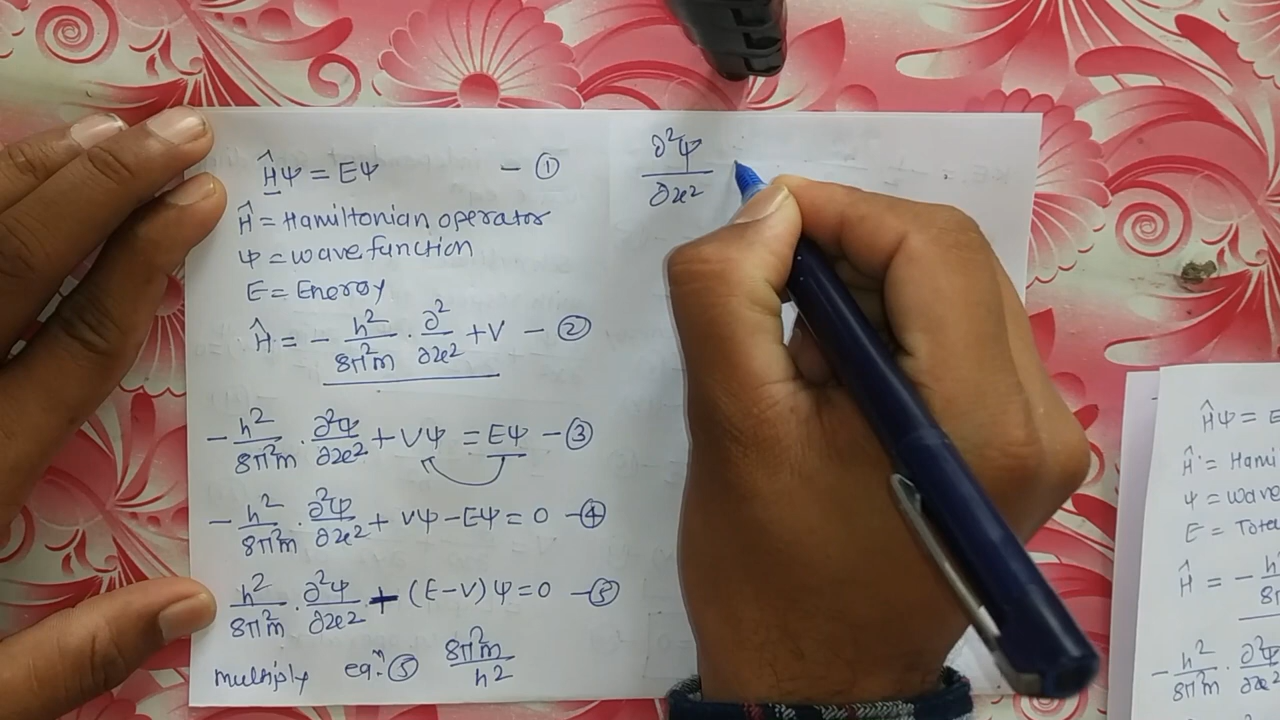 Ĥψ = Eψ - ①
Ĥ = Hamiltonian operator
ψ = wave function
E = Energy
Ĥ = - h²/8π²m · ∂²/∂x² + V - ②
- h²/8π²m · ∂²ψ/∂x² + Vψ = Eψ - ③
- h²/8π²m · ∂²ψ/∂x² + Vψ - Eψ = 0 - ④
h²/8π²m · ∂²ψ/∂x² + (E-V)ψ = 0 - ⑤
multiply eqⁿ. ⑤ 8π²m/h²
∂²ψ/∂x²
Ĥψ = E
Ĥ = Hami
ψ = wave
E = Tota
Ĥ = - h
8π
- h²/8π²m · ∂²ψ/∂x²